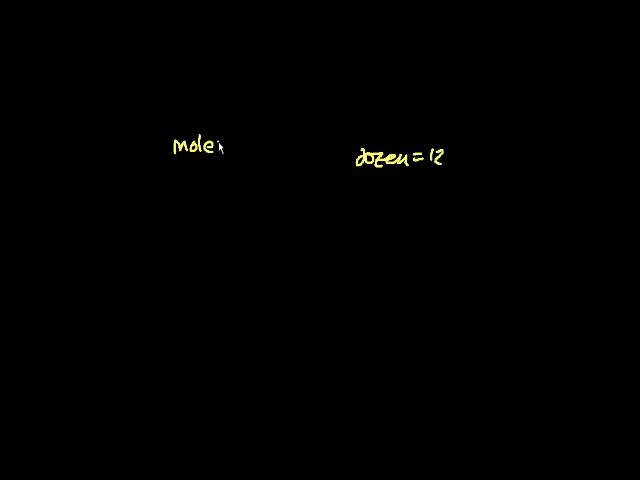 mole
dozen = 12